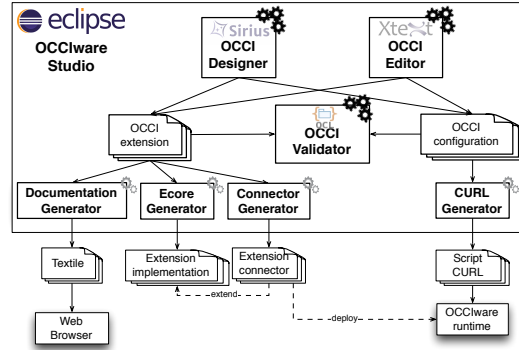 eclipse
OCCIware
Studio
Sirius
OCCI
Designer
Xtext
OCCI
Editor
OCCI
extension
OCL
OCCI
Validator
OCCI
configuration
Documentation
Generator
Ecore
Generator
Connector
Generator
CURL
Generator
Textile
Extension
implementation
Extension
connector
Script
CURL
extend
deploy
Web
Browser
OCCIware
runtime